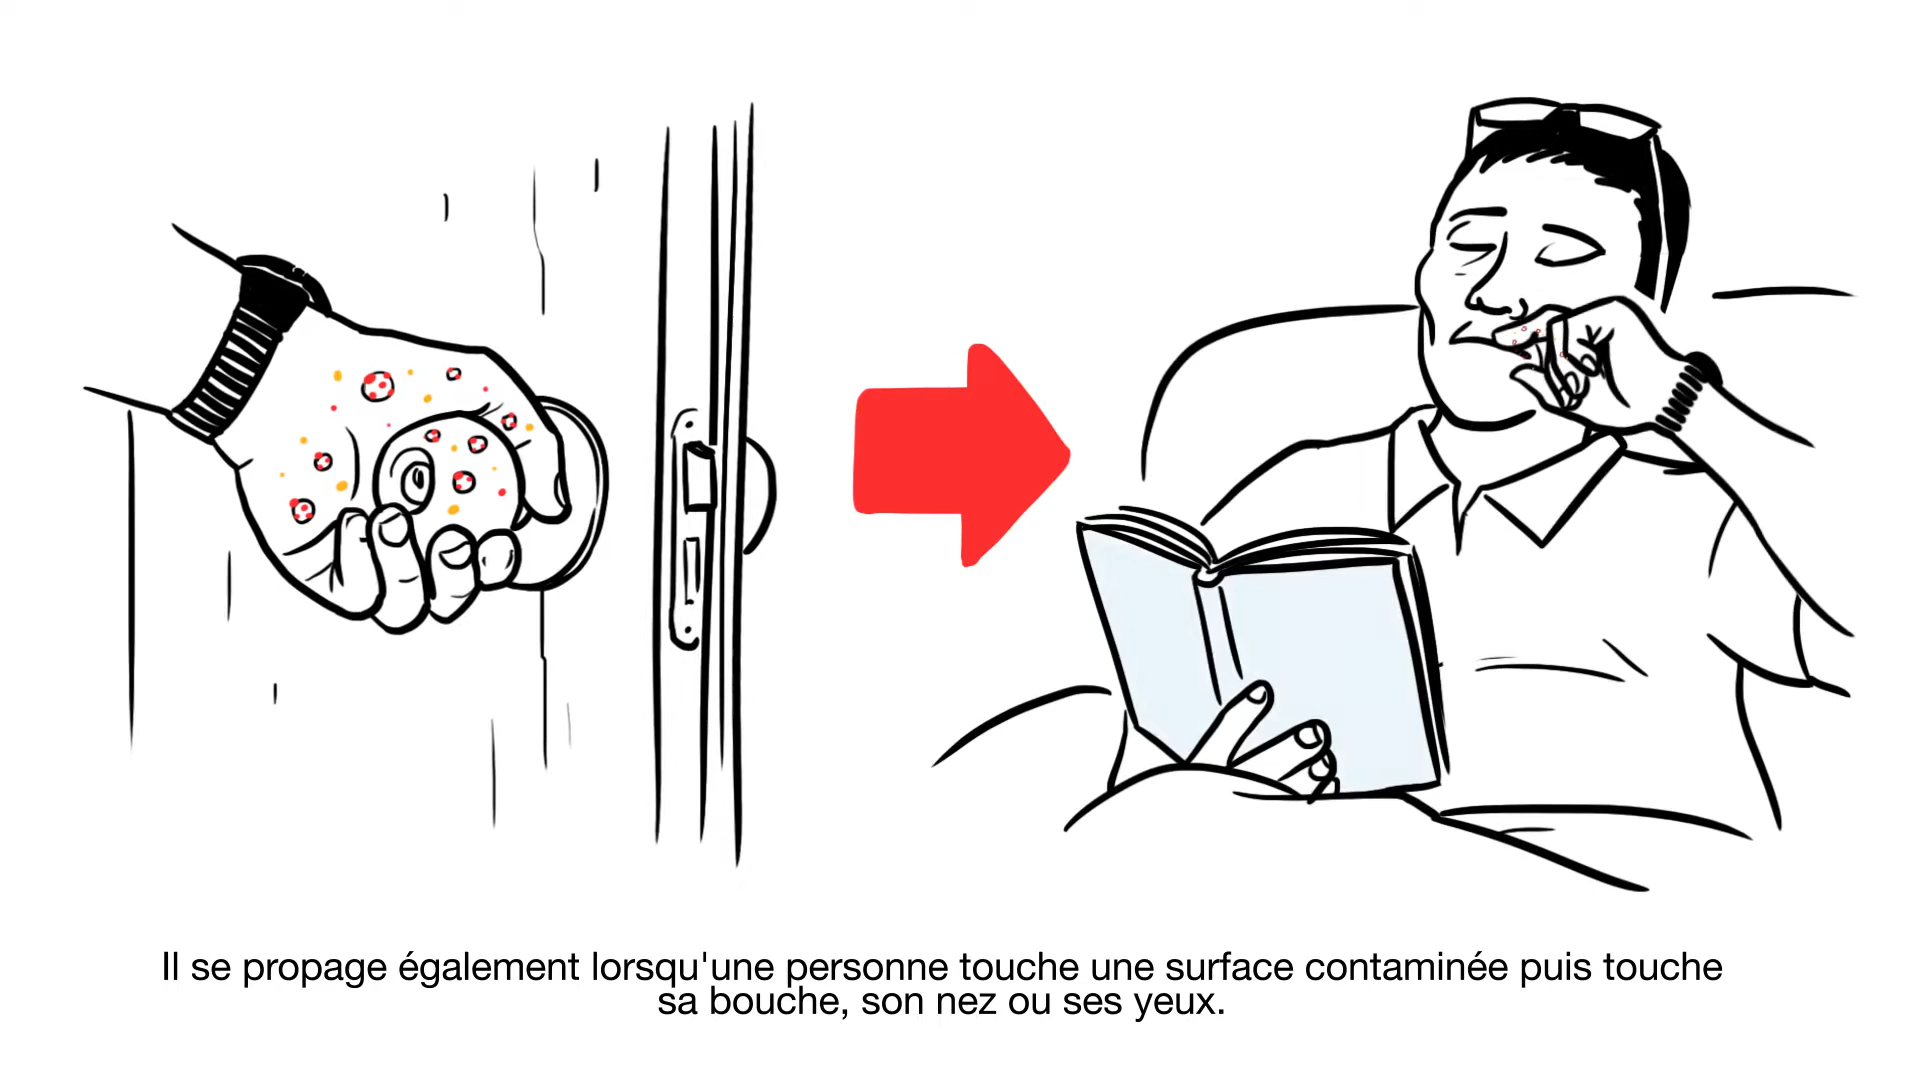 Il se propage également lorsqu'une personne touche une surface contaminée puis touche
sa bouche, son nez ou ses yeux.